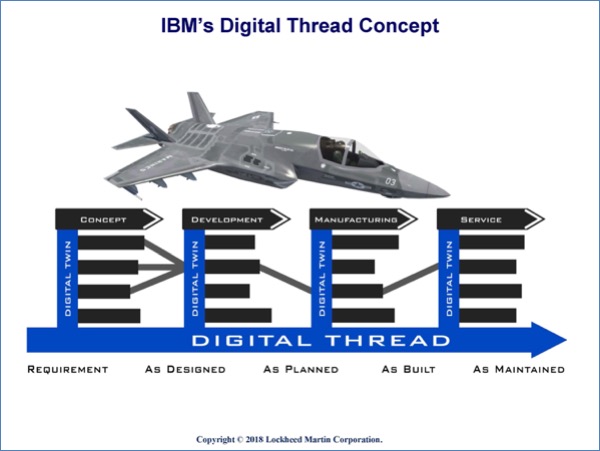 IBM’s Digital Thread Concept
03
CONCEPT
DEVELOPMENT
MANUFACTURING
SERVICE
DIGITAL TWIN
DIGITAL TWIN
DIGITAL TWIN
DIGITAL TWIN
DIGITAL THREAD
REQUIREMENT
AS DESIGNED
AS PLANNED
AS BUILT
AS MAINTAINED
Copyright © 2018 Lockheed Martin Corporation.